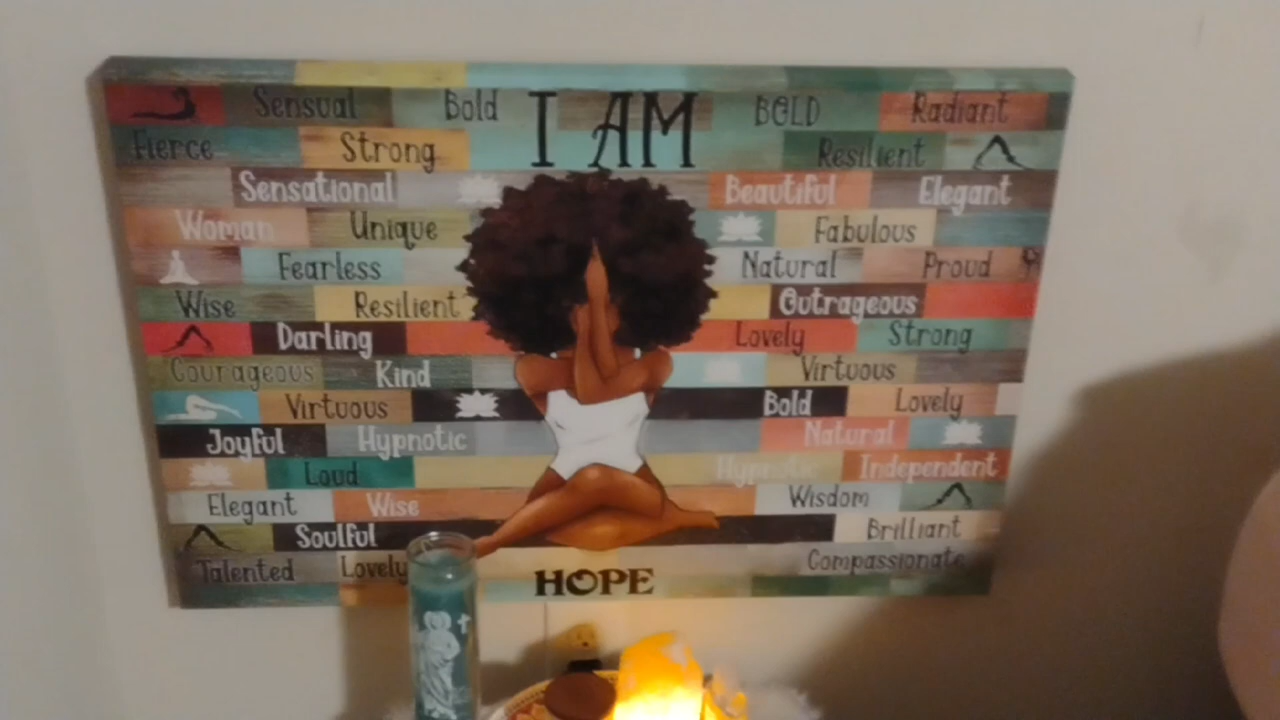 Sensual Bold I AM BOLD Radiant
Fierce Strong Resilient
Sensational Beautiful Elegant
Woman Unique Fabulous
Fearless Natural Proud
Wise Resilient Outrageous
Darling Lovely Strong
Courageous Kind Virtuous
Virtuous Bold Lovely
Joyful Hypnotic Natural
Loud Hypnotic Independent
Elegant Wise Wisdom
Soulful Brilliant
Talented Lovely HOPE Compassionate